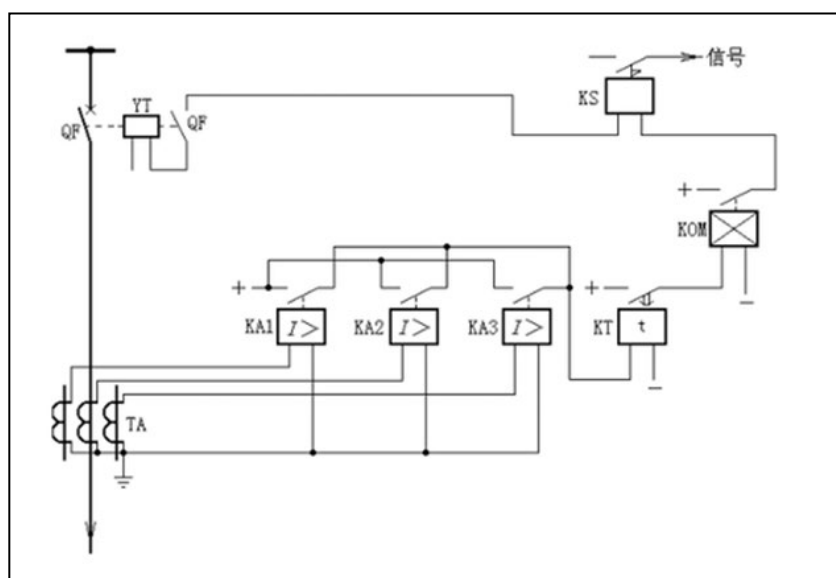 信号
YT
QF
QF
KS
+
KOM
+
+
KA1
I>
KA2
I>
KA3
I>
KT
t
TA